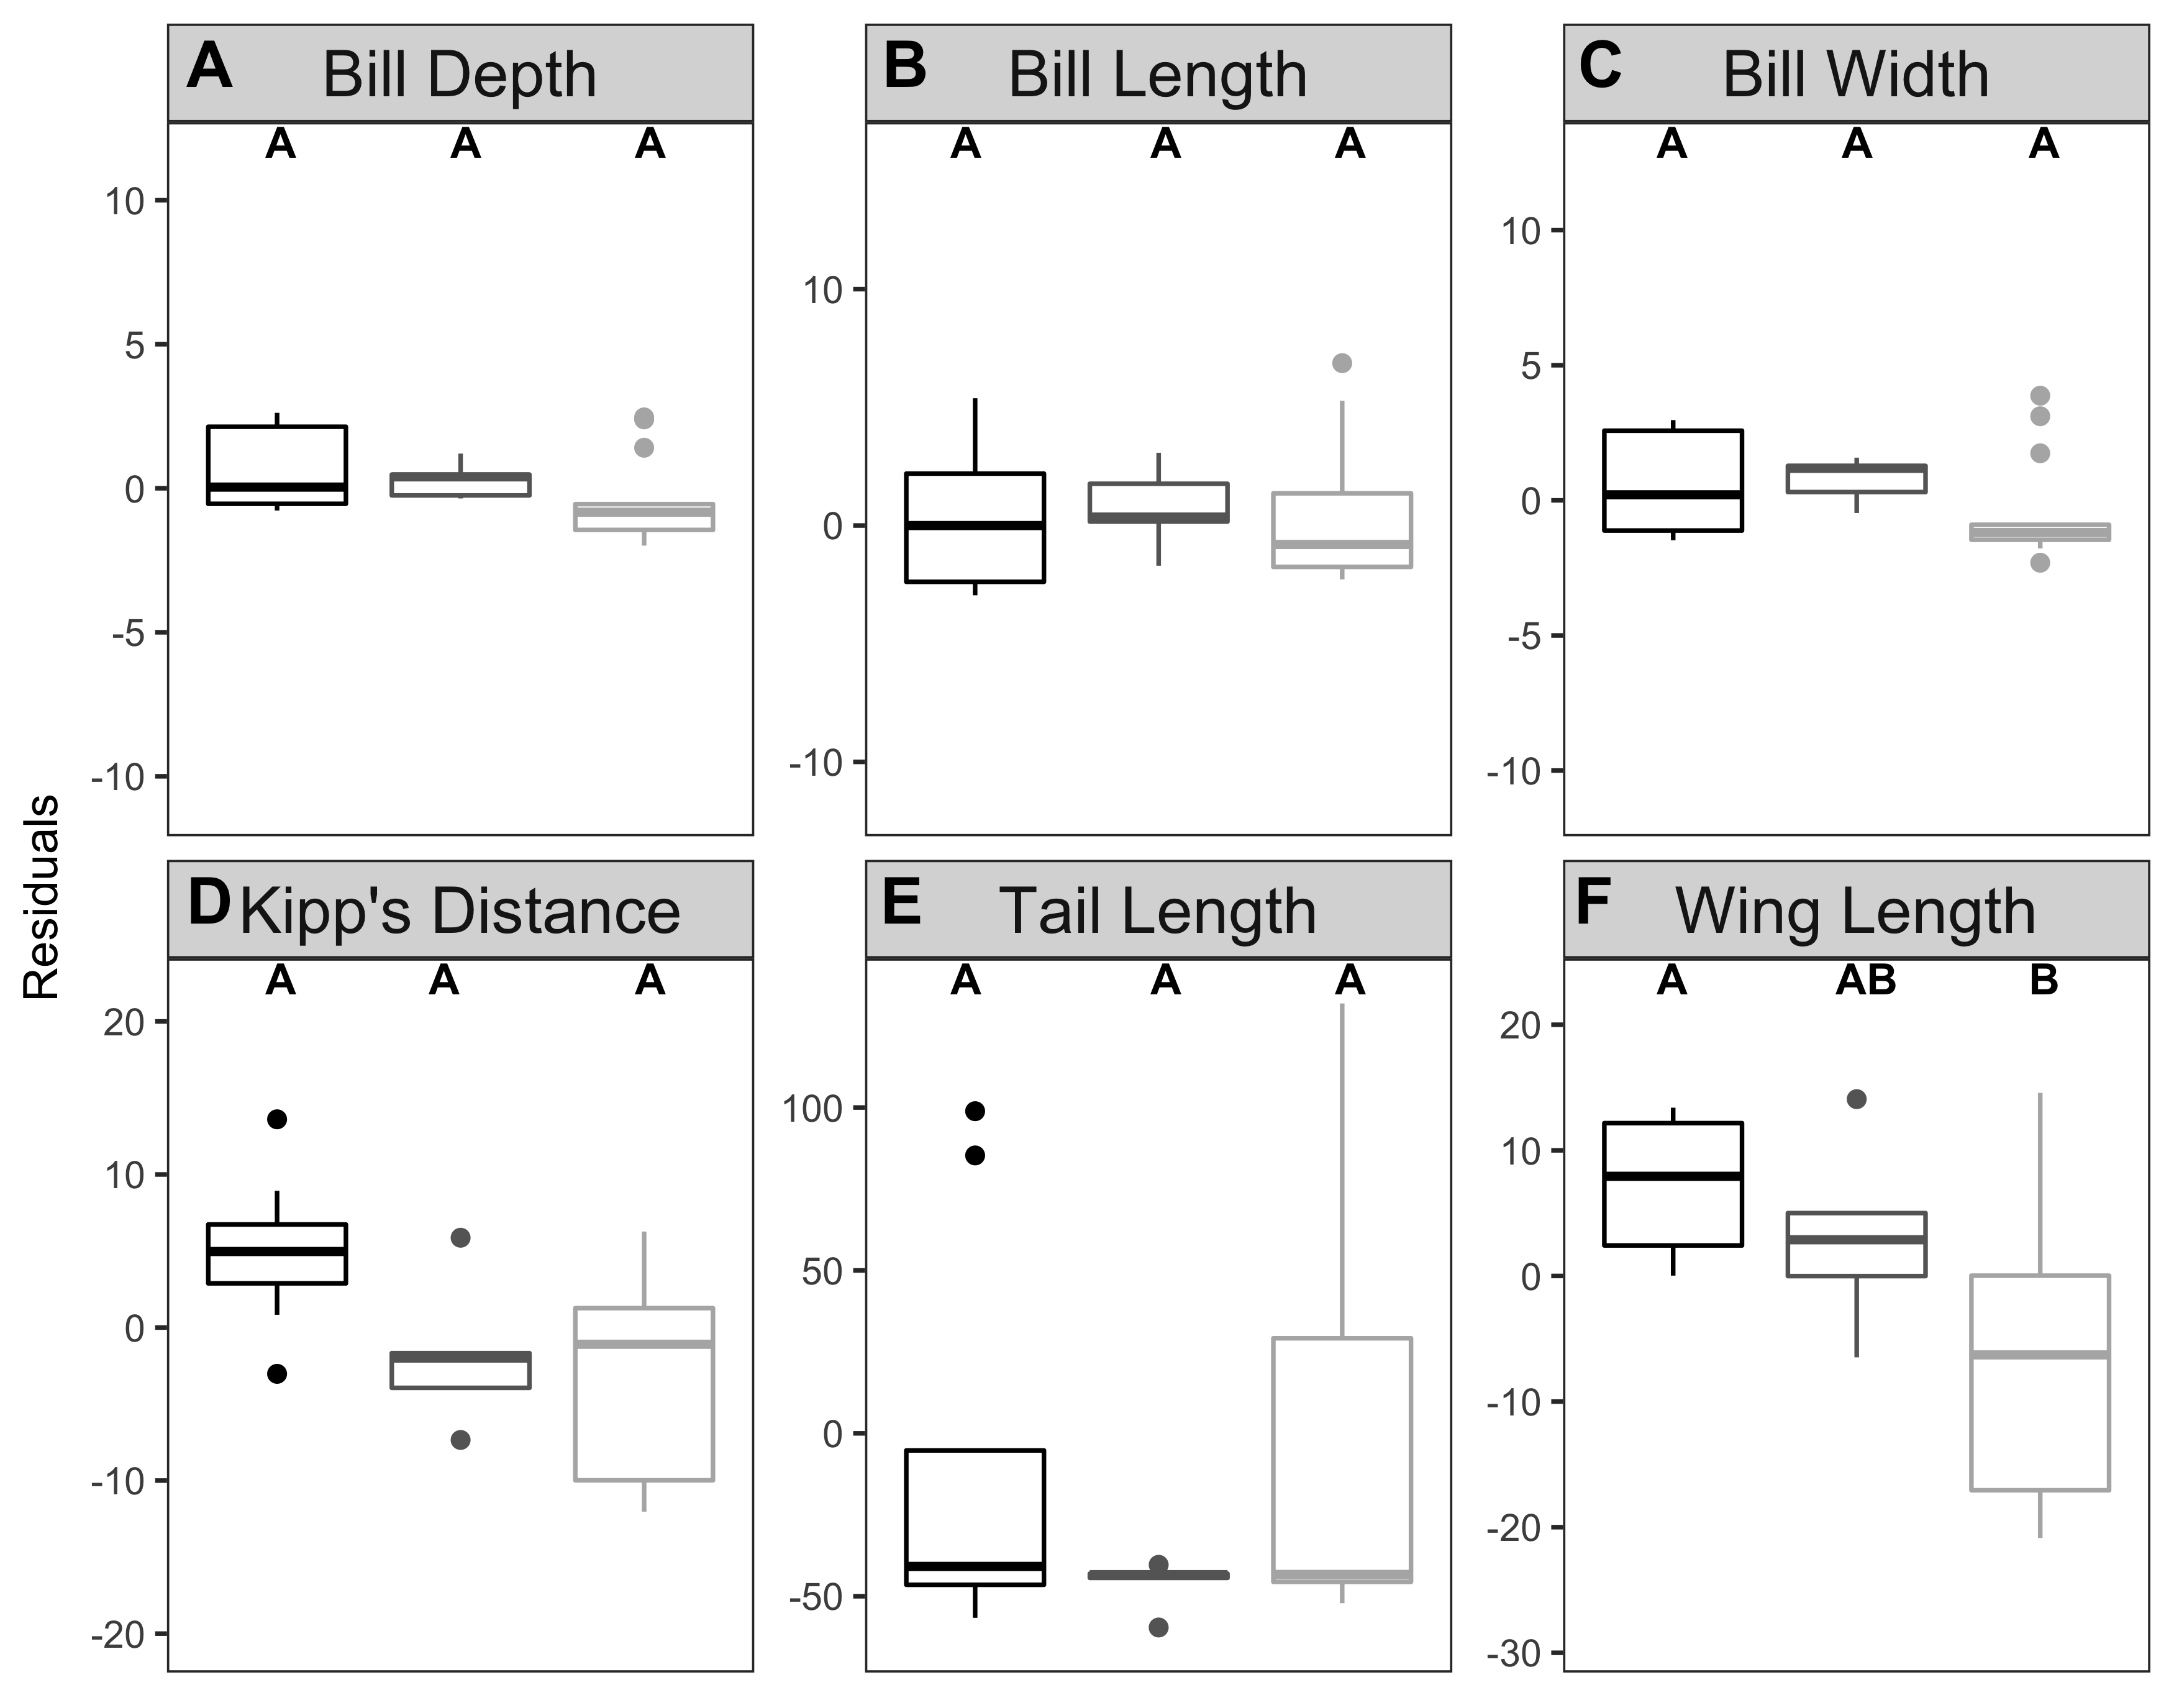 A Bill Depth
A A A
10
5
0
-5
-10
B Bill Length
A A A
10
0
-10
C Bill Width
A A A
10
5
0
-5
-10
Residuals
D Kipp's Distance
A A A
20
10
0
-10
-20
E Tail Length
A A A
100
50
0
-50
F Wing Length
A AB B
20
10
0
-10
-20
-30